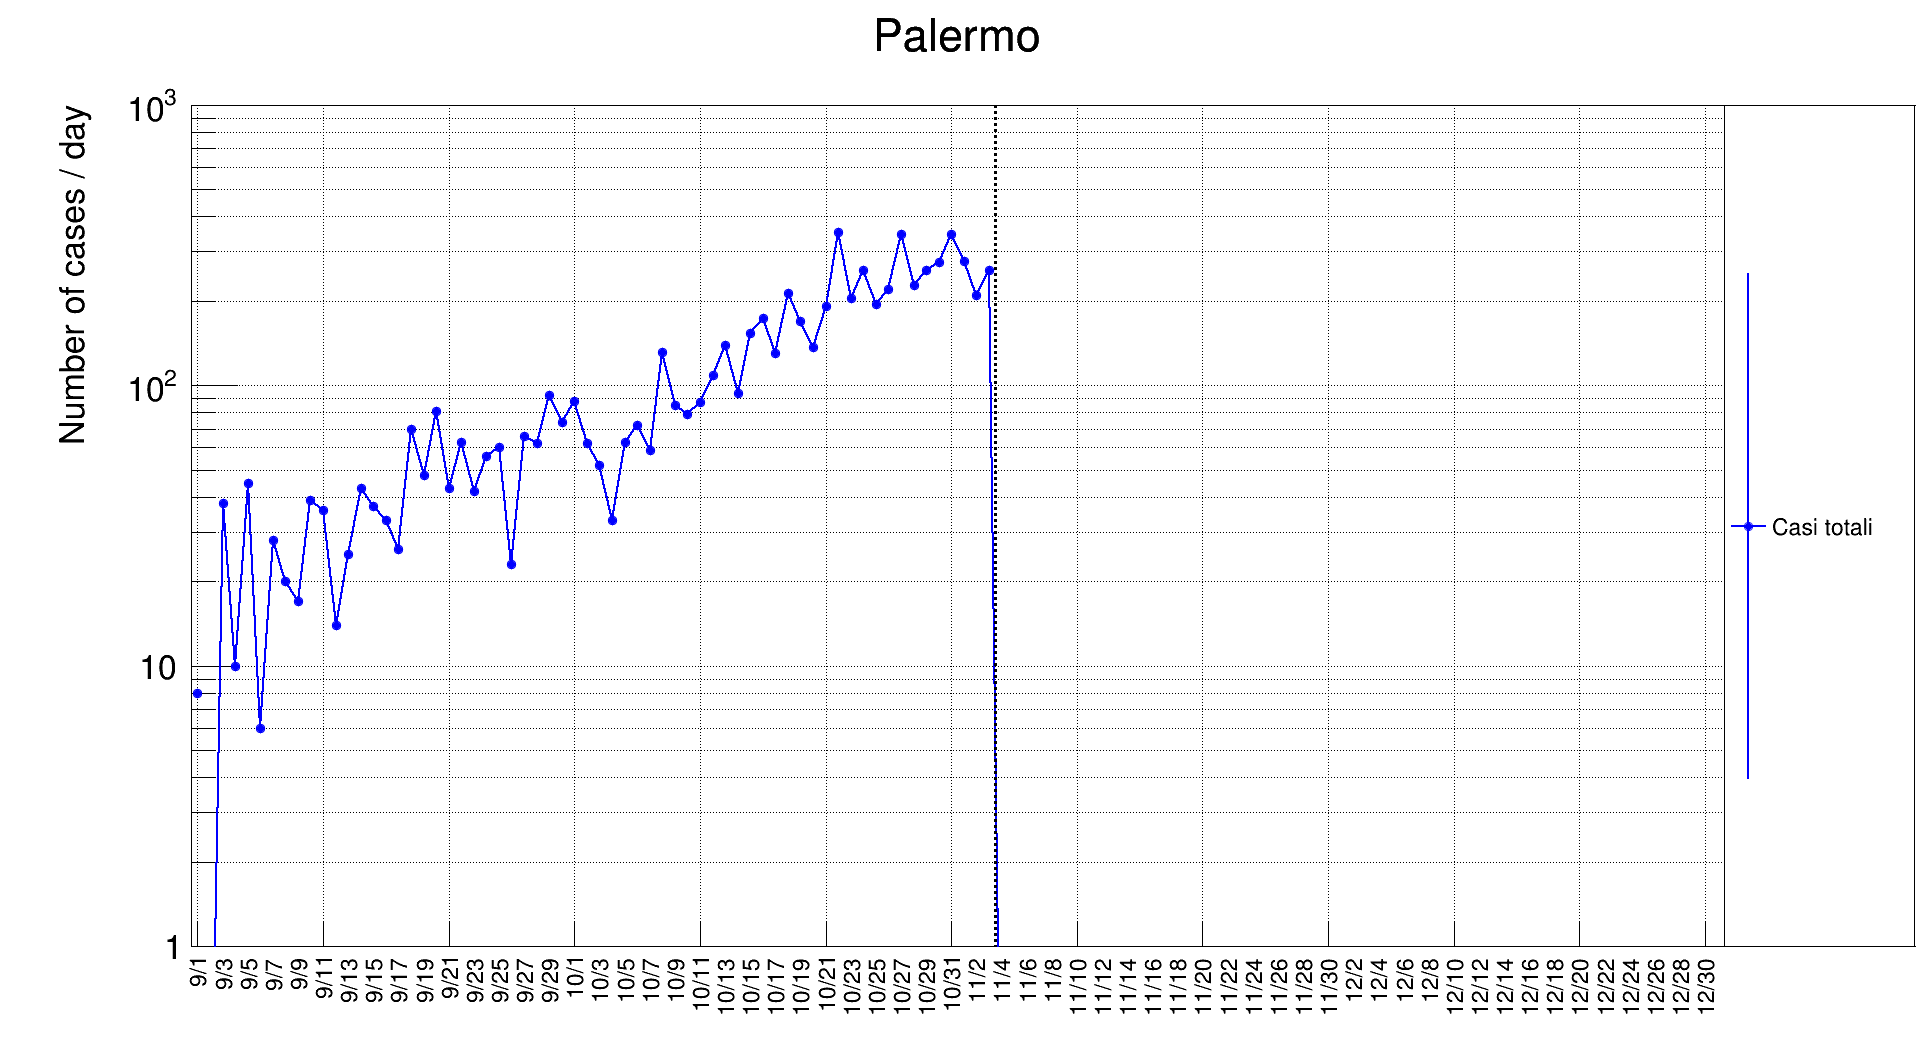 Palermo
Number of cases / day
10³
10²
10
1
9/1 9/3 9/5 9/7 9/9 9/11 9/13 9/15 9/17 9/19 9/21 9/23 9/25 9/27 9/29 10/1 10/3 10/5 10/7 10/9 10/11 10/13 10/15 10/17 10/19 10/21 10/23 10/25 10/27 10/29 10/31 11/2 11/4 11/6 11/8 11/10 11/12 11/14 11/16 11/18 11/20 11/22 11/24 11/26 11/28 11/30 12/2 12/4 12/6 12/8 12/10 12/12 12/14 12/16 12/18 12/20 12/22 12/24 12/26 12/28 12/30
Casi totali